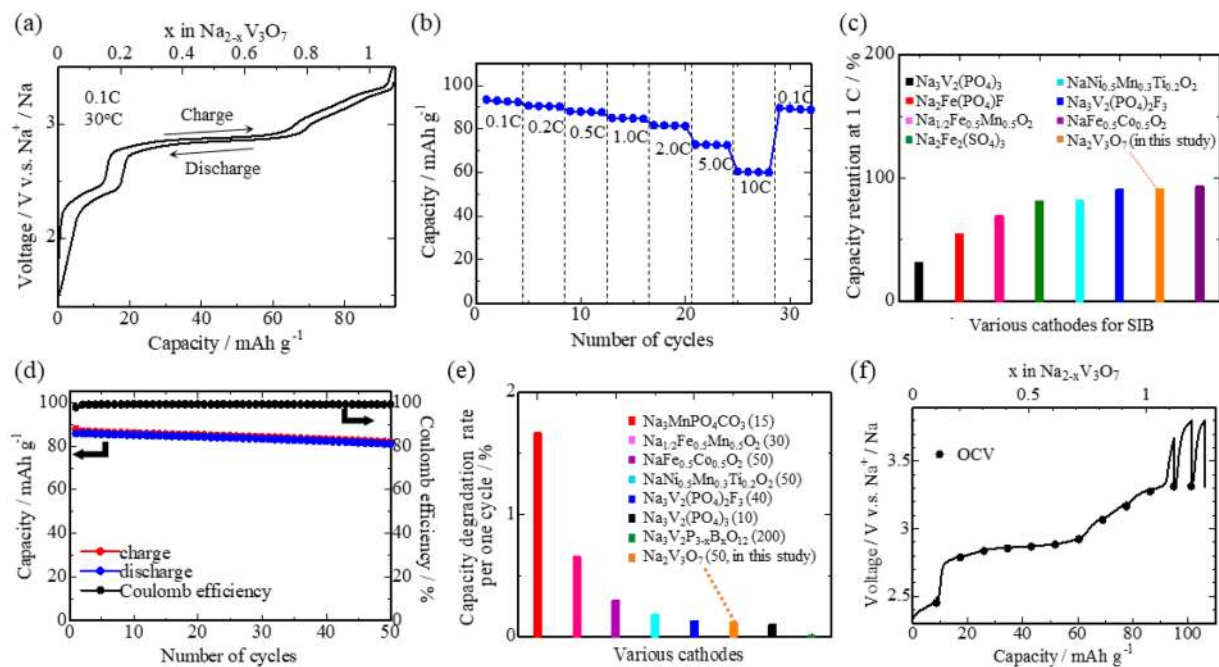 (a)
x in Na2-xV3O7
0 0.2 0.4 0.6 0.8 1
0.1C
30°C
Charge
Discharge
3
2
Voltage / V v.s. Na+ / Na
0 20 40 60 80
Capacity / mAh g-1
(b)
100
80
60
40
20
0
Capacity / mAh g-1
0.1C
0.2C
0.5C
1.0C
2.0C
5.0C
10C
0.1C
0 10 20 30
Number of cycles
(c)
200
100
0
Capacity retention at 1 C / %
Na3V2(PO4)3
Na2Fe(PO4)F
Na1/2Fe0.5Mn0.5O2
Na2Fe2(SO4)3
NaNi0.5Mn0.3Ti0.2O2
Na3V2(PO4)2F3
NaFe0.5Co0.5O2
Na2V3O7 (in this study)
Various cathodes for SIB
(d)
100
80
60
40
20
0
Capacity / mAh g-1
100
80
60
40
20
0
Coulomb efficiency / %
charge
discharge
Coulomb efficiency
0 10 20 30 40 50
Number of cycles
(e)
2
1
0
Capacity degradation rate
per one cycle / %
Na3MnPO4CO3 (15)
Na1/2Fe0.5Mn0.5O2 (30)
NaFe0.5Co0.5O2 (50)
NaNi0.5Mn0.3Ti0.2O2 (50)
Na3V2(PO4)2F3 (40)
Na3V2(PO4)3 (10)
Na3V2P3-xBxO12 (200)
Na2V3O7 (50, in this study)
Various cathodes
(f)
x in Na2-xV3O7
0 0.5 1
OCV
3.5
3
2.5
Voltage / V v.s. Na+ / Na
0 20 40 60 80 100
Capacity / mAh g-1